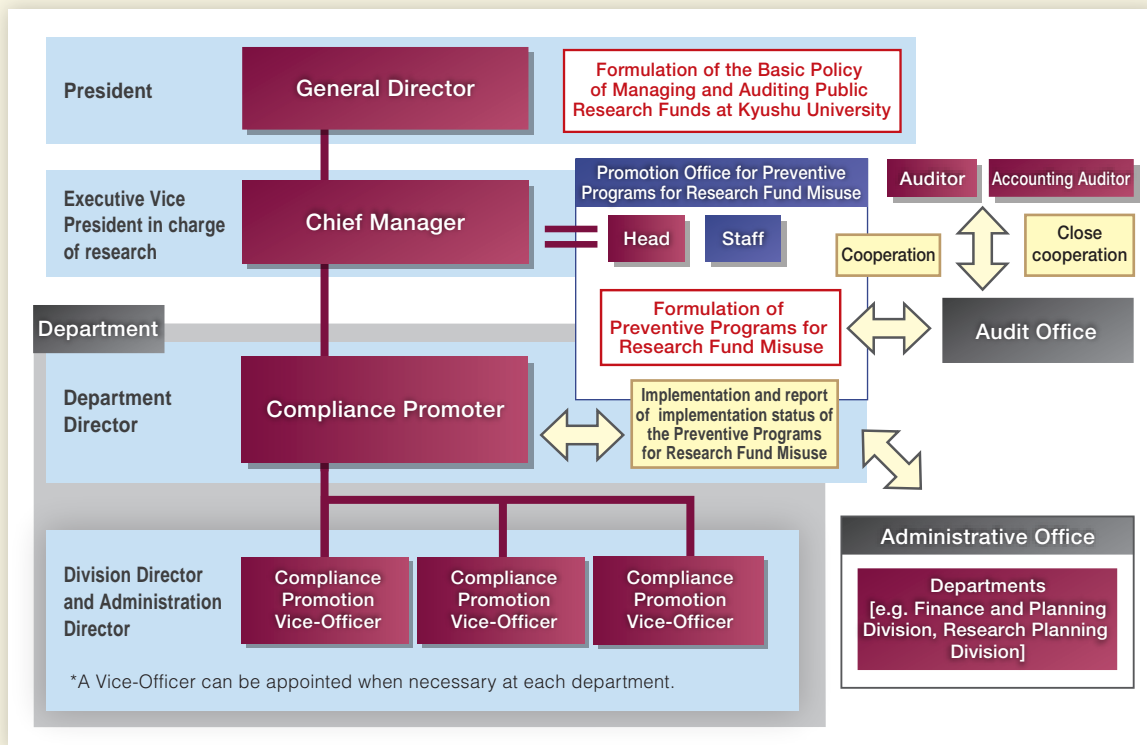 President
General Director
Formulation of the Basic Policy
of Managing and Auditing Public
Research Funds at Kyushu University
Executive Vice
President in charge
of research
Chief Manager
Promotion Office for Preventive
Programs for Research Fund Misuse
Head
Staff
Auditor
Accounting Auditor
Cooperation
Close
cooperation
Formulation of
Preventive Programs for
Research Fund Misuse
Audit Office
Department
Department
Director
Compliance Promoter
Implementation and report
of implementation status of
the Preventive Programs
for Research Fund Misuse
Division Director
and Administration
Director
Compliance
Promotion
Vice-Officer
Compliance
Promotion
Vice-Officer
Compliance
Promotion
Vice-Officer
*A Vice-Officer can be appointed when necessary at each department.
Administrative Office
Departments
[e.g. Finance and Planning
Division, Research Planning
Division]